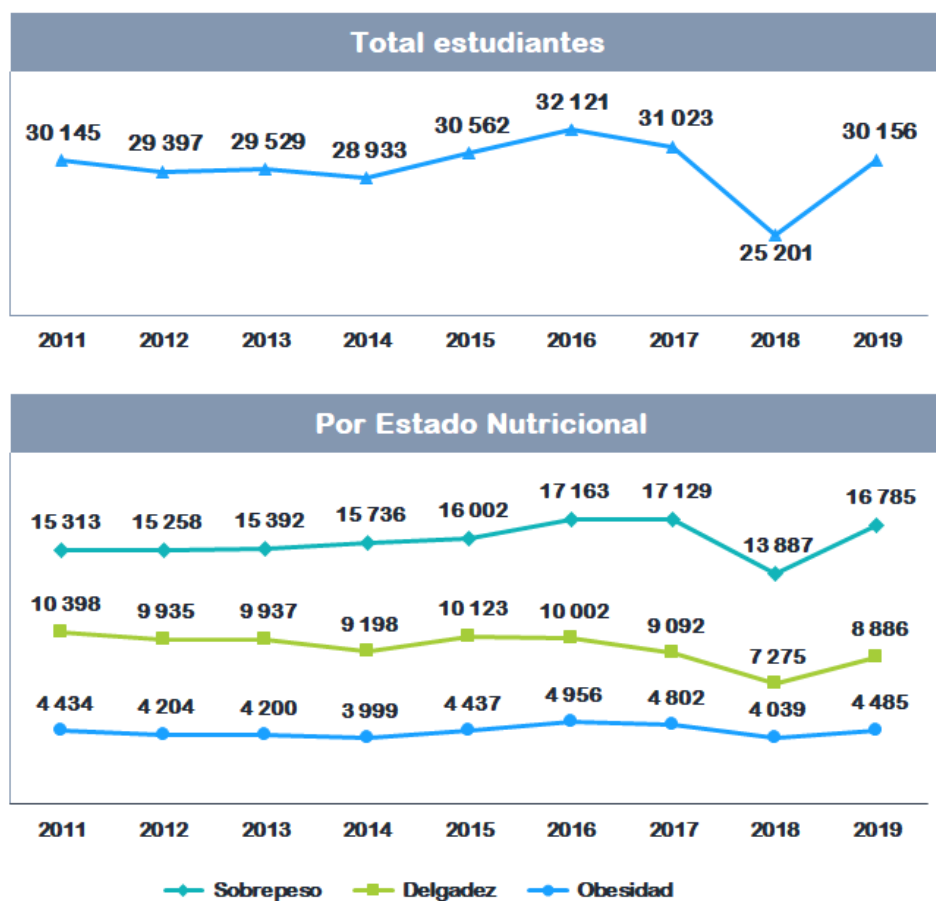 Total estudiantes
30 145 29 397 29 529 28 933 30 562 32 121 31 023 25 201 30 156
2011 2012 2013 2014 2015 2016 2017 2018 2019
Por Estado Nutricional
15 313 15 258 15 392 15 736 16 002 17 163 17 129 13 887 16 785
10 398 9 935 9 937 9 198 10 123 10 002 9 092 7 275 8 886
4 434 4 204 4 200 3 999 4 437 4 956 4 802 4 039 4 485
2011 2012 2013 2014 2015 2016 2017 2018 2019
Sobrepeso Delgadez Obesidad